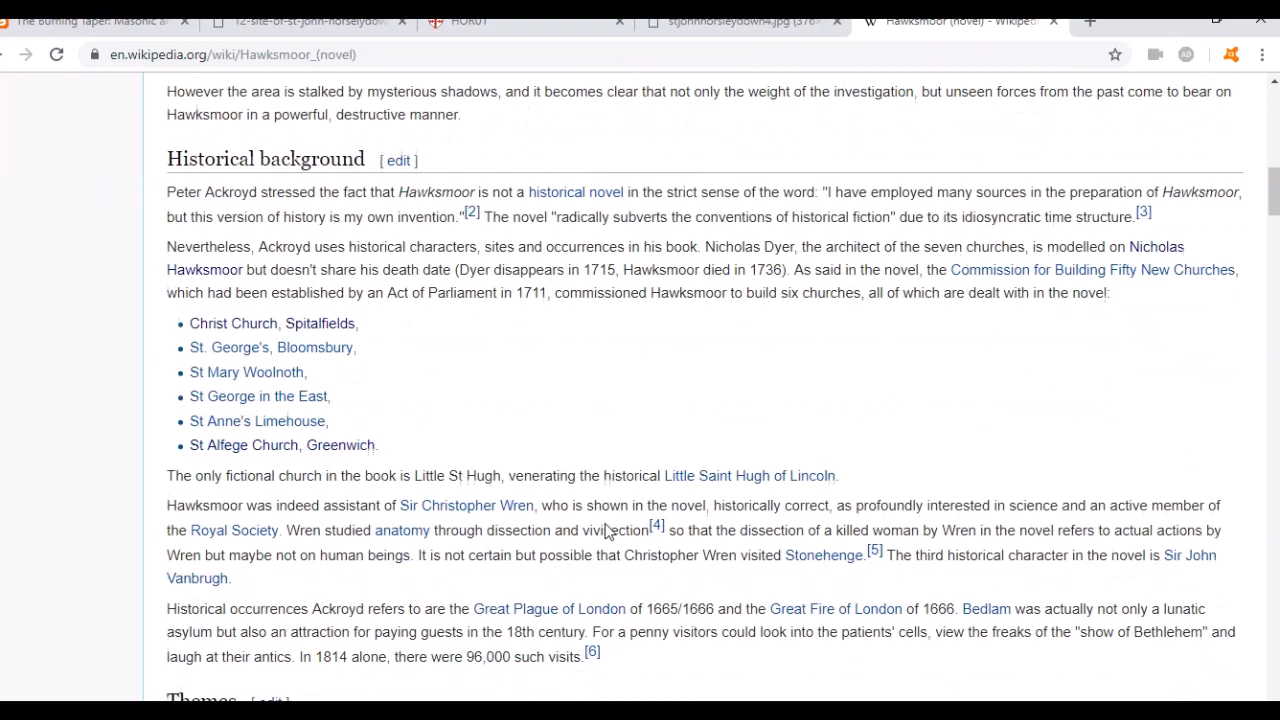 The Burning Taper: Masonic a
12-site-of-st-john-horselydow
HOR01
stjohnhorsleydown4.jpg (376×
Hawksmoor (novel) - Wikiped
en.wikipedia.org/wiki/Hawksmoor_(novel)
However the area is stalked by mysterious shadows, and it becomes clear that not only the weight of the investigation, but unseen forces from the past come to bear on
Hawksmoor in a powerful, destructive manner.
Historical background [ edit ]
Peter Ackroyd stressed the fact that Hawksmoor is not a historical novel in the strict sense of the word: "I have employed many sources in the preparation of Hawksmoor,
but this version of history is my own invention."[2] The novel "radically subverts the conventions of historical fiction" due to its idiosyncratic time structure.[3]
Nevertheless, Ackroyd uses historical characters, sites and occurrences in his book. Nicholas Dyer, the architect of the seven churches, is modelled on Nicholas
Hawksmoor but doesn't share his death date (Dyer disappears in 1715, Hawksmoor died in 1736). As said in the novel, the Commission for Building Fifty New Churches,
which had been established by an Act of Parliament in 1711, commissioned Hawksmoor to build six churches, all of which are dealt with in the novel:
• Christ Church, Spitalfields,
• St. George's, Bloomsbury,
• St Mary Woolnoth,
• St George in the East,
• St Anne's Limehouse,
• St Alfege Church, Greenwich.
The only fictional church in the book is Little St Hugh, venerating the historical Little Saint Hugh of Lincoln.
Hawksmoor was indeed assistant of Sir Christopher Wren, who is shown in the novel, historically correct, as profoundly interested in science and an active member of
the Royal Society. Wren studied anatomy through dissection and vivisection[4] so that the dissection of a killed woman by Wren in the novel refers to actual actions by
Wren but maybe not on human beings. It is not certain but possible that Christopher Wren visited Stonehenge.[5] The third historical character in the novel is Sir John
Vanbrugh.
Historical occurrences Ackroyd refers to are the Great Plague of London of 1665/1666 and the Great Fire of London of 1666. Bedlam was actually not only a lunatic
asylum but also an attraction for paying guests in the 18th century. For a penny visitors could look into the patients' cells, view the freaks of the "show of Bethlehem" and
laugh at their antics. In 1814 alone, there were 96,000 such visits.[6]
Themes [ edit ]